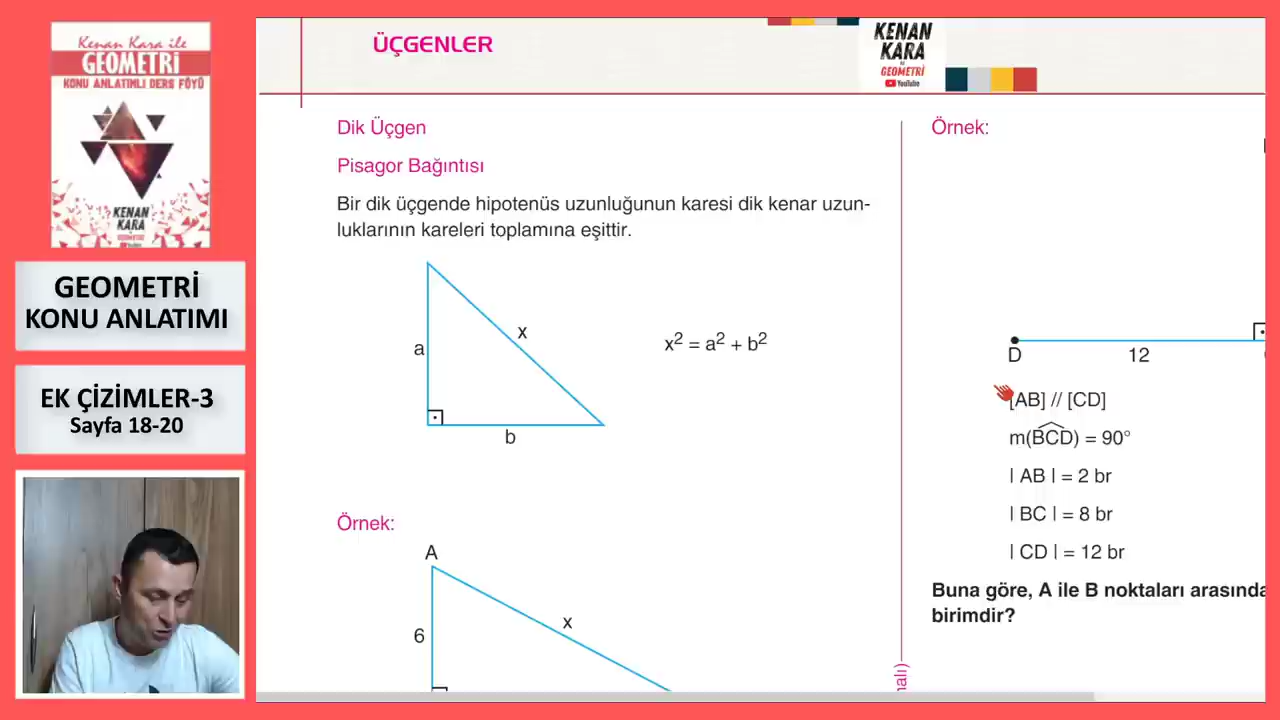 Kenan Kara ile
GEOMETRİ
KONU ANLATIMLI DERS FÖYÜ
KENAN
KARA
GEOMETRİ
KONU ANLATIMI
EK ÇİZİMLER-3
Sayfa 18-20
ÜÇGENLER
KENAN
KARA
ile
GEOMETRİ
YouTube
Dik Üçgen
Pisagor Bağıntısı
Bir dik üçgende hipotenüs uzunluğunun karesi dik kenar uzun-
luklarının kareleri toplamına eşittir.
a
x
b
x² = a² + b²
Örnek:
A
6
x
Örnek:
D
12
[AB] // [CD]
m(BCD) = 90°
| AB | = 2 br
| BC | = 8 br
| CD | = 12 br
Buna göre, A ile B noktaları arasında
birimdir?